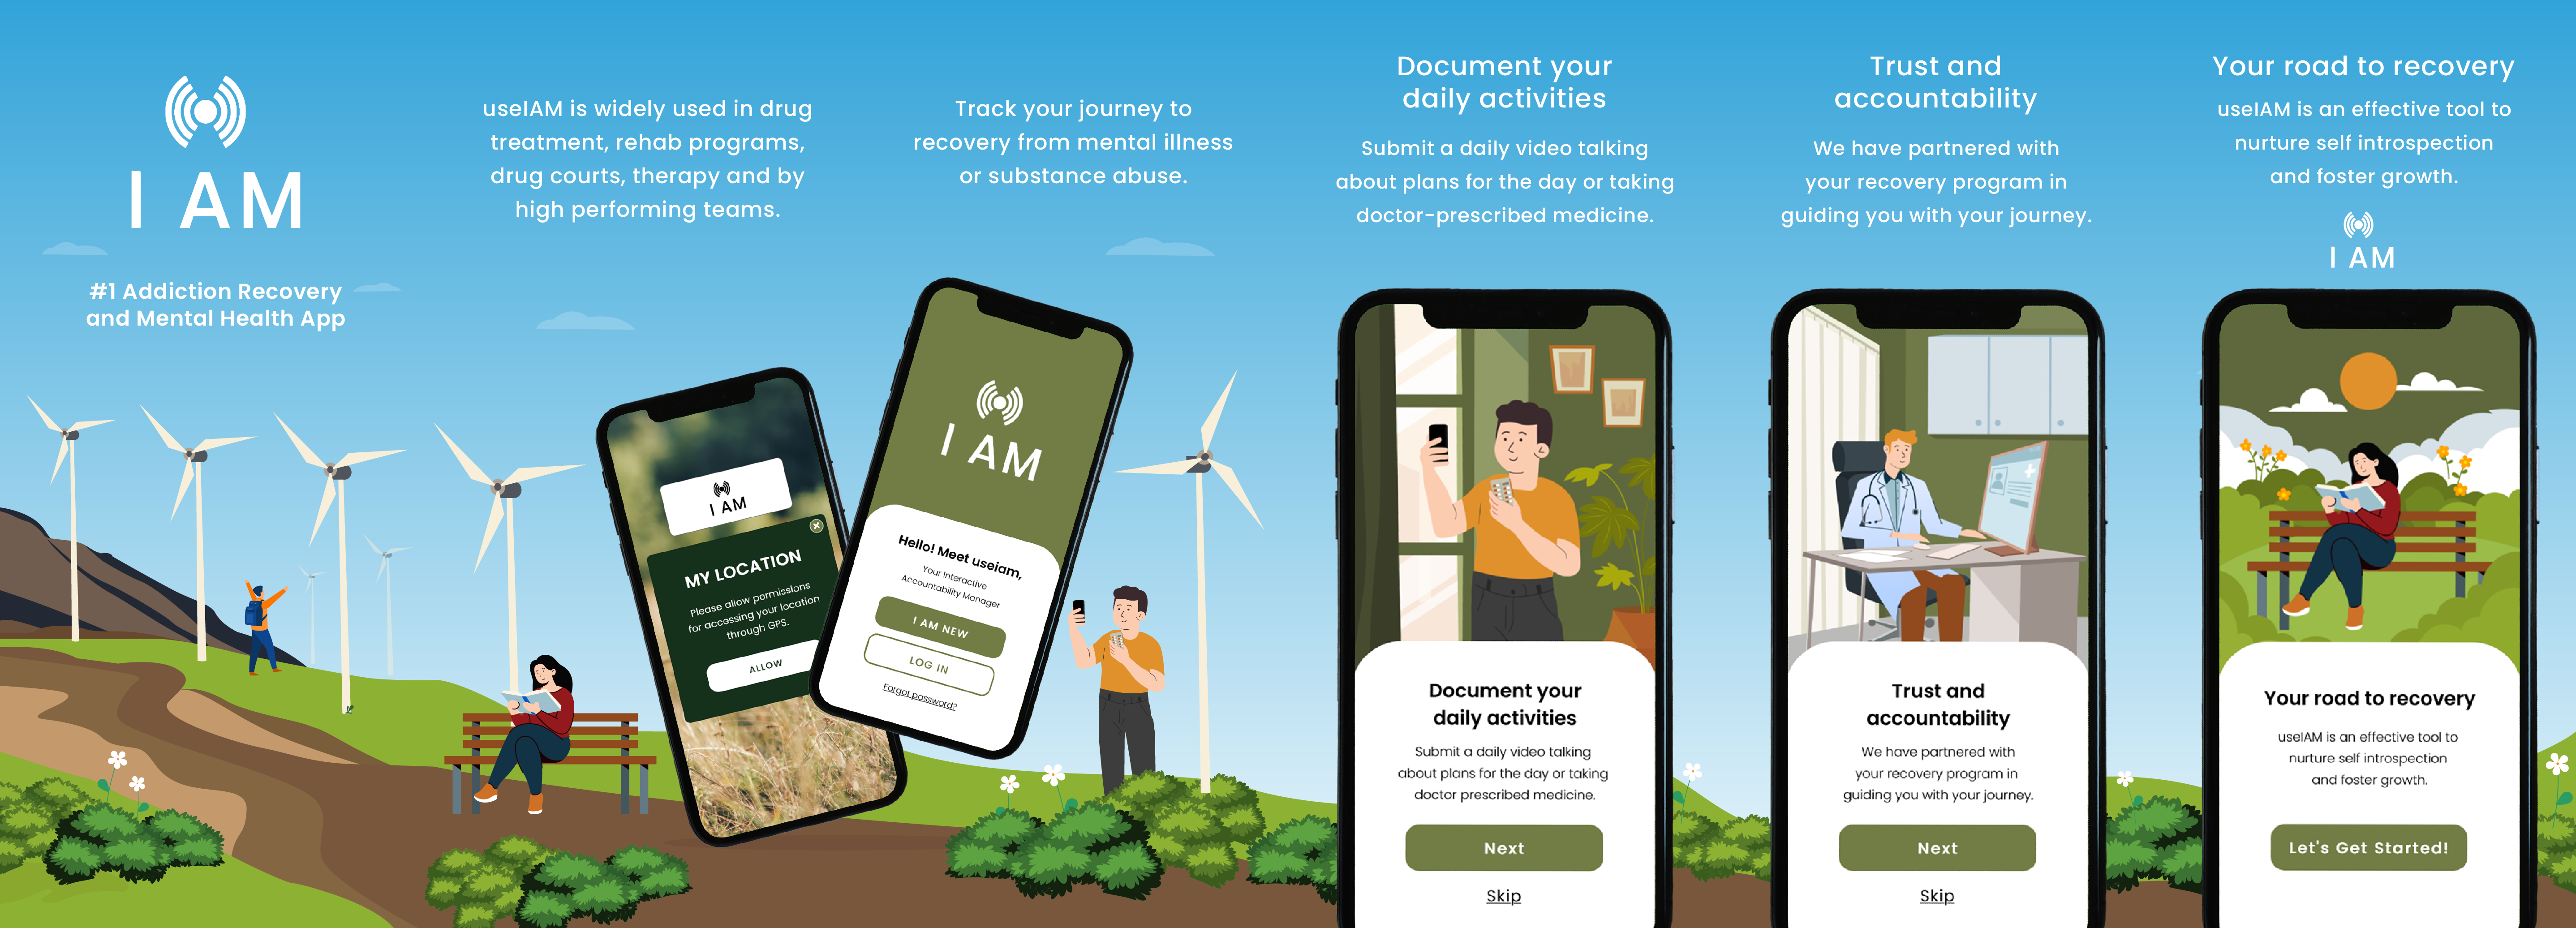 I AM
#1 Addiction Recovery
and Mental Health App
useIAM is widely used in drug
treatment, rehab programs,
drug courts, therapy and by
high performing teams.
Track your journey to
recovery from mental illness
or substance abuse.
I AM
MY LOCATION
Please allow permissions
for accessing your location
through GPS.
ALLOW
I AM
Hello! Meet useiam,
Your Interactive
Accountability Manager
I AM NEW
LOG IN
Forgot password?
Document your
daily activities
Submit a daily video talking
about plans for the day or taking
doctor-prescribed medicine.
Document your
daily activities
Submit a daily video talking
about plans for the day or taking
doctor prescribed medicine.
Next
Skip
Trust and
accountability
We have partnered with
your recovery program in
guiding you with your journey.
Trust and
accountability
We have partnered with
your recovery program in
guiding you with your journey.
Next
Skip
Your road to recovery
useIAM is an effective tool to
nurture self introspection
and foster growth.
I AM
Your road to recovery
useIAM is an effective tool to
nurture self introspection
and foster growth.
Let's Get Started!